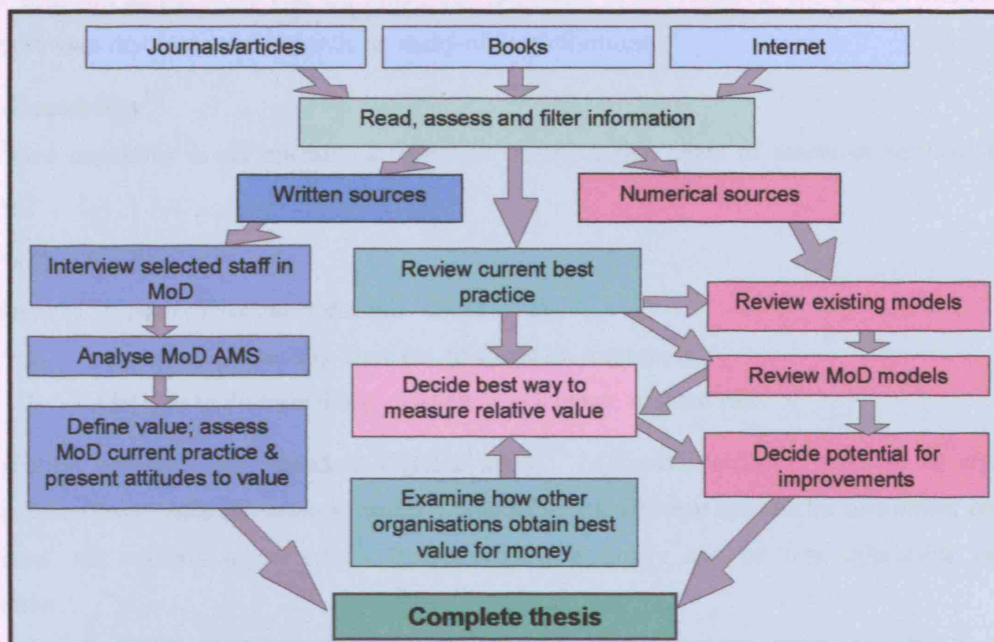 Journals/articles
Books
Internet
Read, assess and filter information
Written sources
Numerical sources
Interview selected staff in
MoD
Review current best
practice
Review existing models
Analyse MoD AMS
Decide best way to
measure relative value
Review MoD models
Define value; assess
MoD current practice &
present attitudes to value
Decide potential for
improvements
Examine how other
organisations obtain best
value for money
Complete thesis